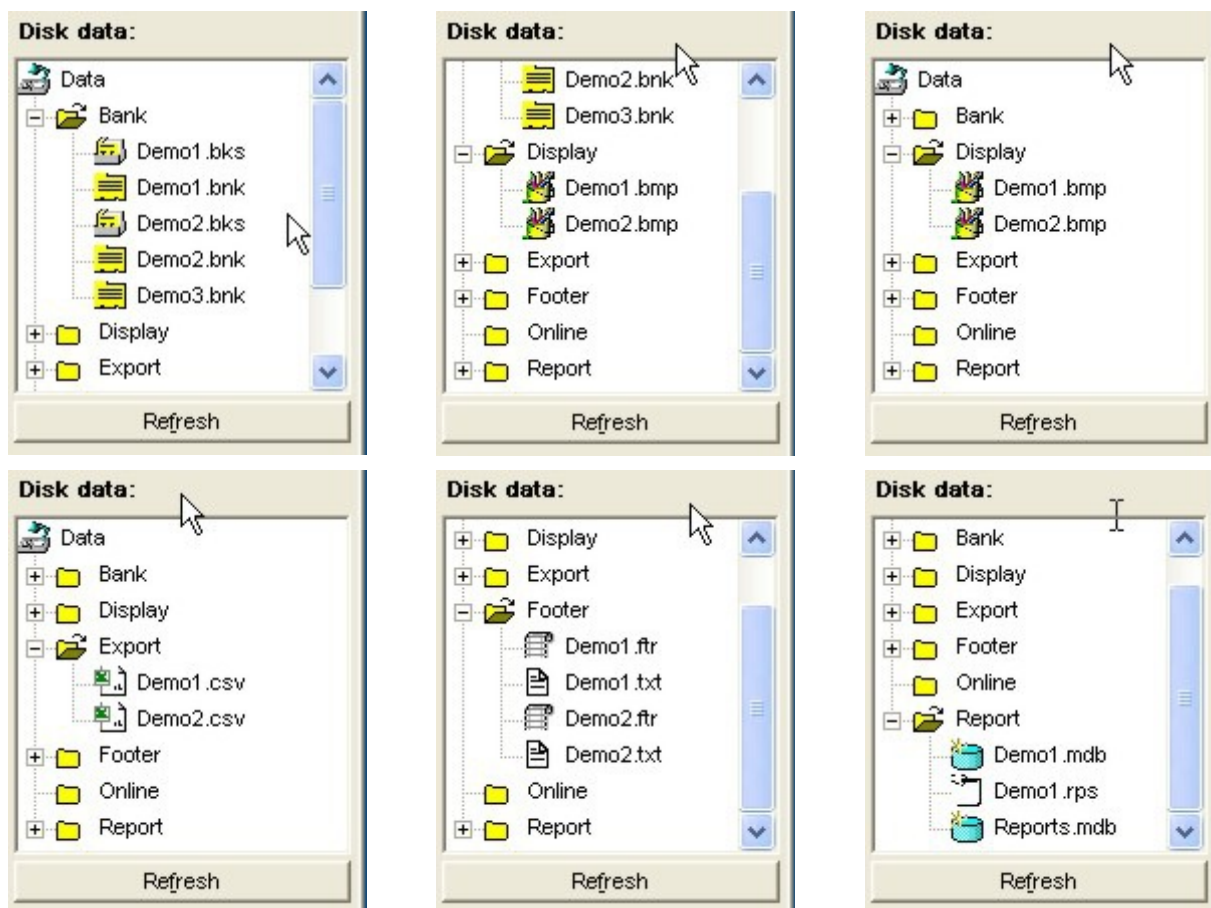 Disk data:
Data
Bank
Demo1.bks
Demo1.bnk
Demo2.bks
Demo2.bnk
Demo3.bnk
Display
Export
Refresh
Disk data:
Demo2.bnk
Demo3.bnk
Display
Demo1.bmp
Demo2.bmp
Export
Footer
Online
Report
Refresh
Disk data:
Data
Bank
Display
Demo1.bmp
Demo2.bmp
Export
Footer
Online
Report
Refresh
Disk data:
Data
Bank
Display
Export
Demo1.csv
Demo2.csv
Footer
Online
Report
Refresh
Disk data:
Display
Export
Footer
Demo1.ftr
Demo1.txt
Demo2.ftr
Demo2.txt
Online
Report
Refresh
Disk data:
Bank
Display
Export
Footer
Online
Report
Demo1.mdb
Demo1.rps
Reports.mdb
Refresh